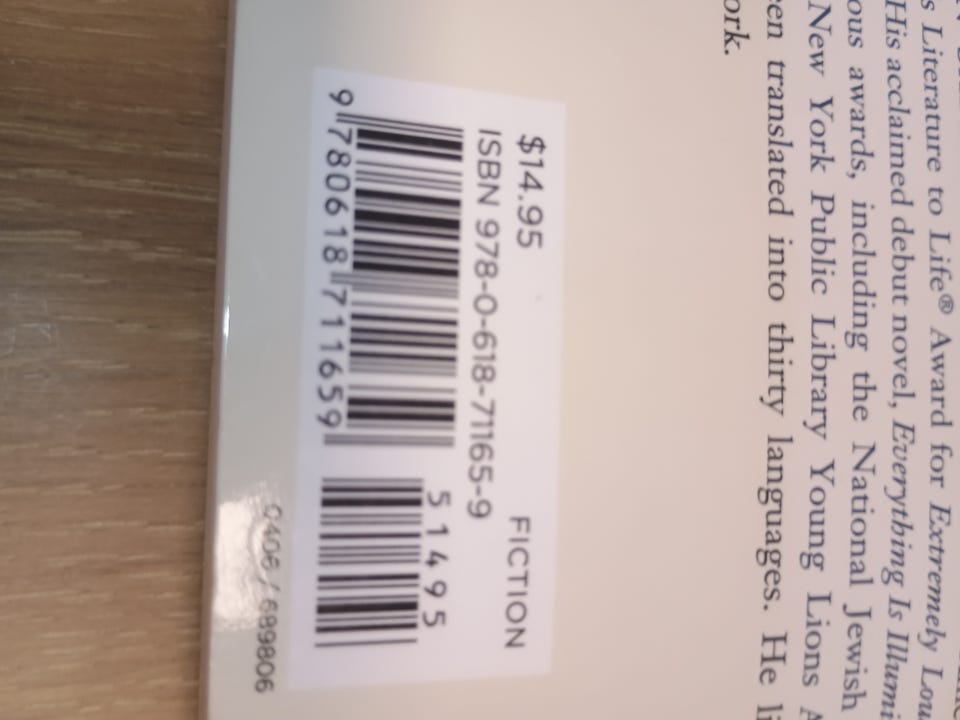 s Literature to Life® Award for Extremely Lou
His acclaimed debut novel, Everything Is Illumi
ous awards, including the National Jewish
New York Public Library Young Lions A
en translated into thirty languages. He li
ork.
$14.95 FICTION
ISBN 978-0-618-71165-9
51495
9 780618 711659
0406 / 689806